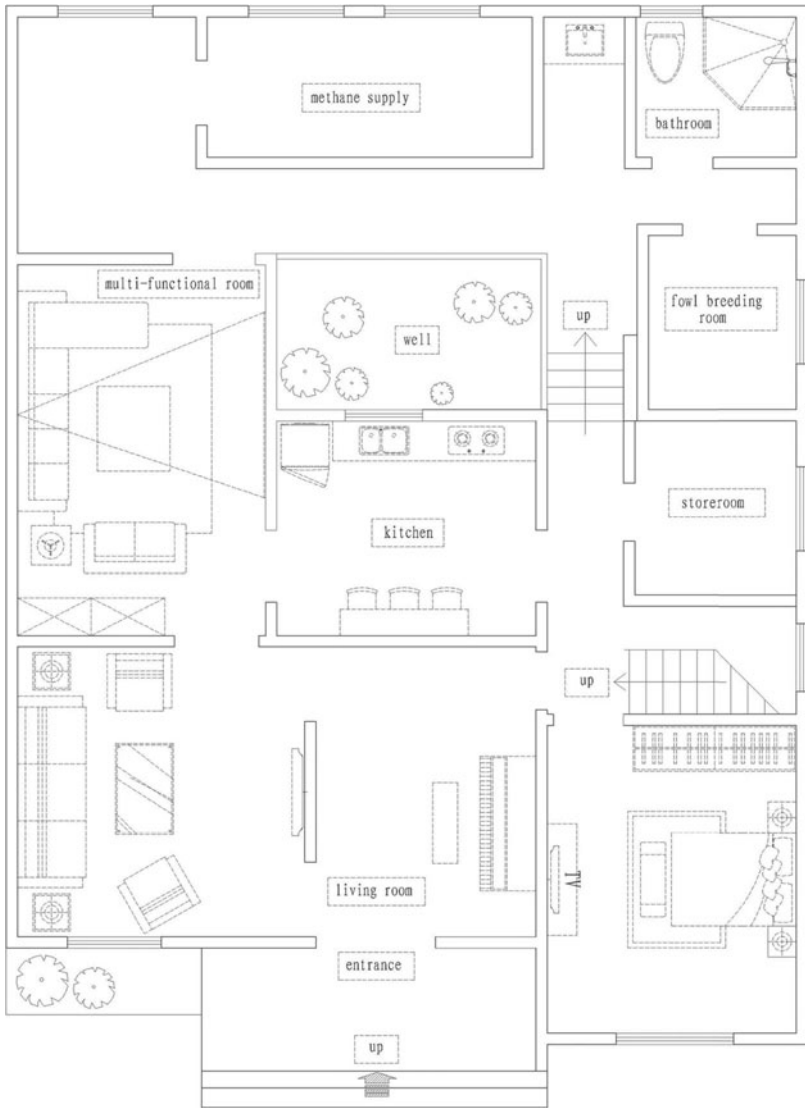 methane supply
bathroom
multi-functional room
fowl breeding
room
up
well
storeroom
kitchen
up
TV
living room
entrance
up